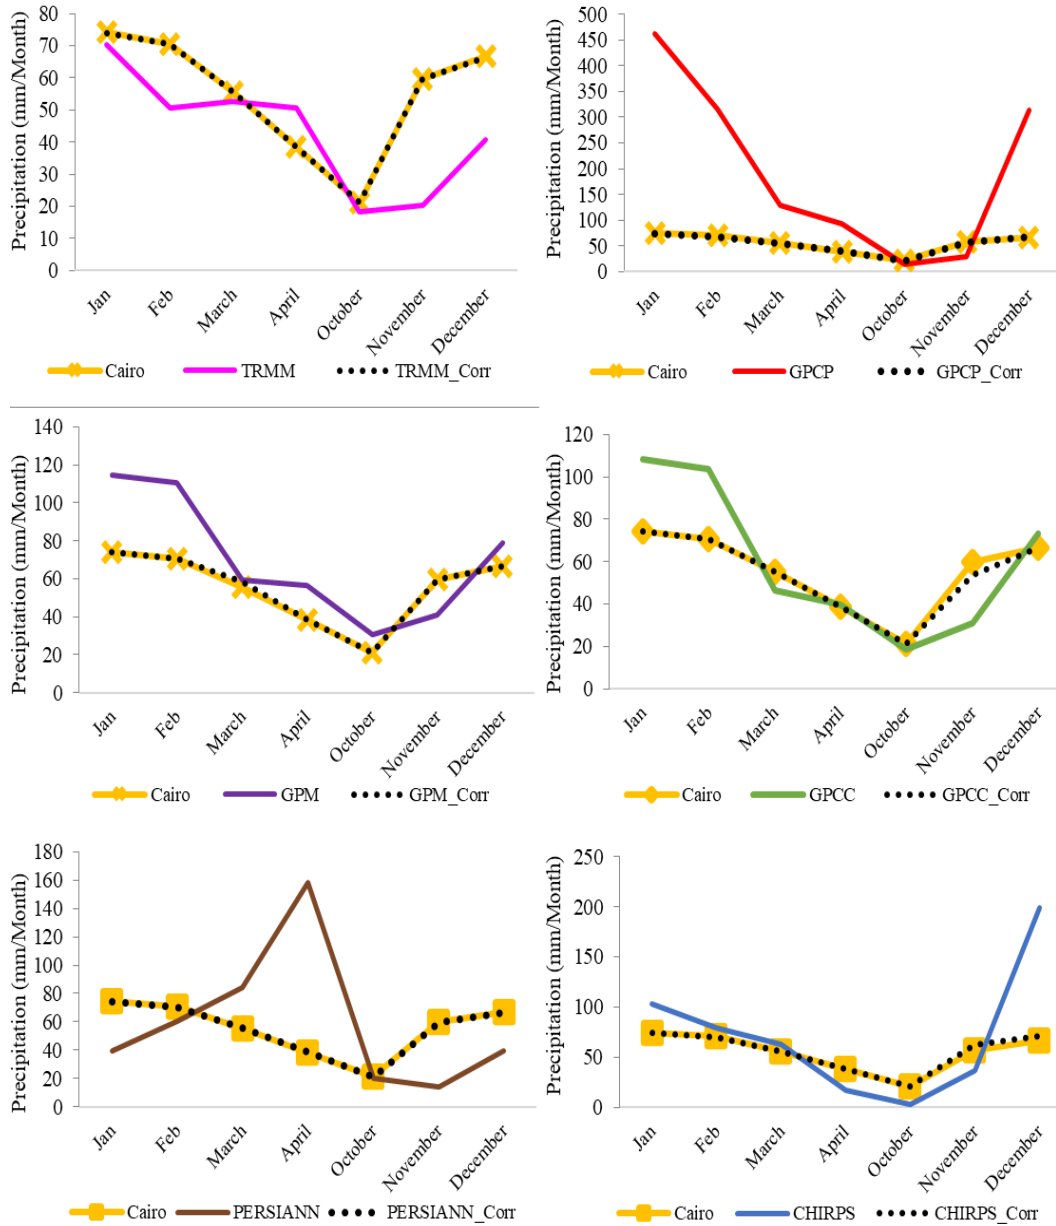 Precipitation (mm/Month)
80
70
60
50
40
30
20
10
0
Jan
Feb
March
April
October
November
December
Cairo TRMM TRMM_Corr
Precipitation (mm/Month)
500
450
400
350
300
250
200
150
100
50
0
Jan
Feb
March
April
October
November
December
Cairo GPCP GPCP_Corr
Precipitation (mm/Month)
140
120
100
80
60
40
20
0
Jan
Feb
March
April
October
November
December
Cairo GPM GPM_Corr
Precipitation (mm/Month)
120
100
80
60
40
20
0
Jan
Feb
March
April
October
November
December
Cairo GPCC GPCC_Corr
Precipitation (mm/Month)
180
160
140
120
100
80
60
40
20
0
Jan
Feb
March
April
October
November
December
Cairo PERSIANN PERSIANN_Corr
Precipitation (mm/Month)
250
200
150
100
50
0
Jan
Feb
March
April
October
November
December
Cairo CHIRPS CHIRPS_Corr